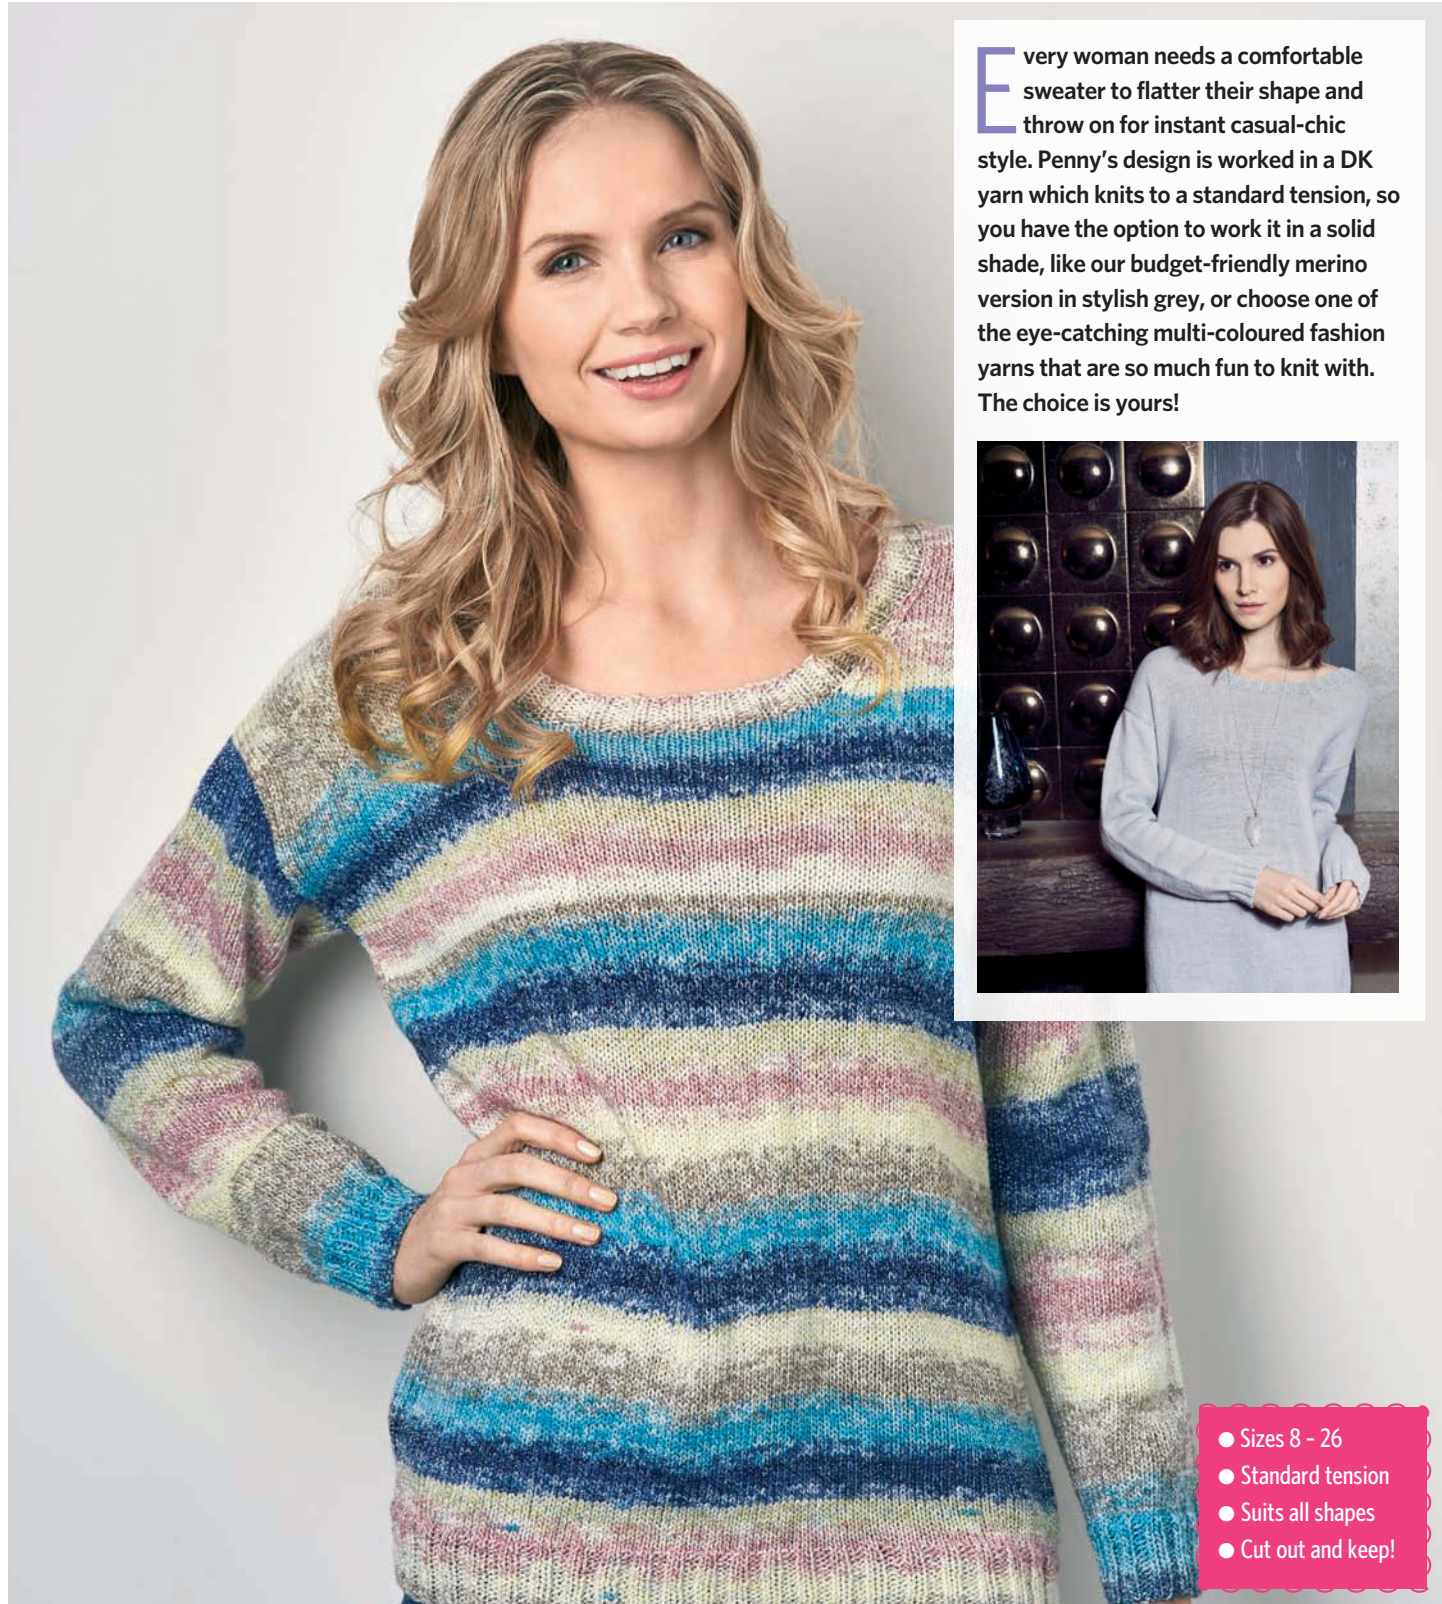 Every woman needs a comfortable
sweater to flatter their shape and
throw on for instant casual-chic
style. Penny's design is worked in a DK
yarn which knits to a standard tension, so
you have the option to work it in a solid
shade, like our budget-friendly merino
version in stylish grey, or choose one of
the eye-catching multi-coloured fashion
yarns that are so much fun to knit with.
The choice is yours!
● Sizes 8 – 26
● Standard tension
● Suits all shapes
● Cut out and keep!